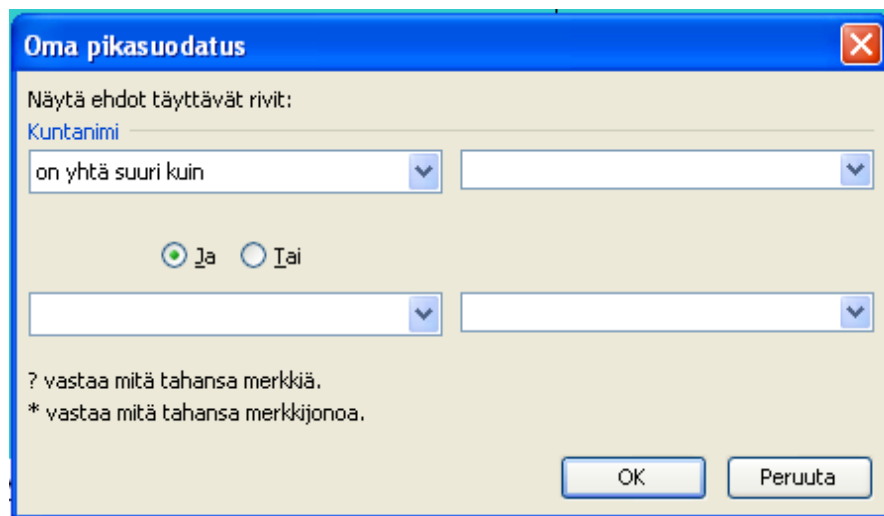 Oma pikasuodatus
Näytä ehdot täyttävät rivit:
Kuntanimi
on yhtä suuri kuin
Ja Tai
? vastaa mitä tahansa merkkiä.
* vastaa mitä tahansa merkkijonoa.
OK Peruuta